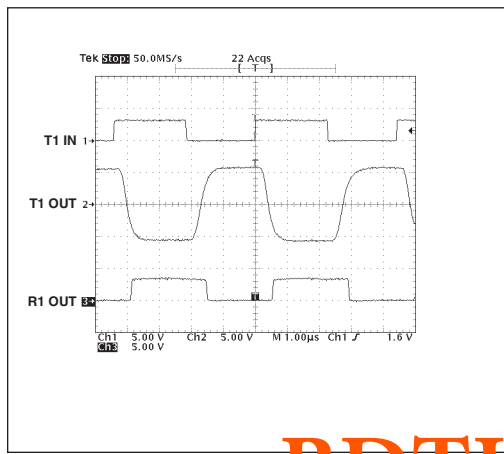 Tek Stop: 50.0MS/s 22 Acqs
[ T ]
T1 IN 1→
T
T1 OUT 2→
R1 OUT 3→
T
Ch1 5.00 V Ch2 5.00 V M 1.00µs Ch1 ∫ 1.6 V
Ch3 5.00 V